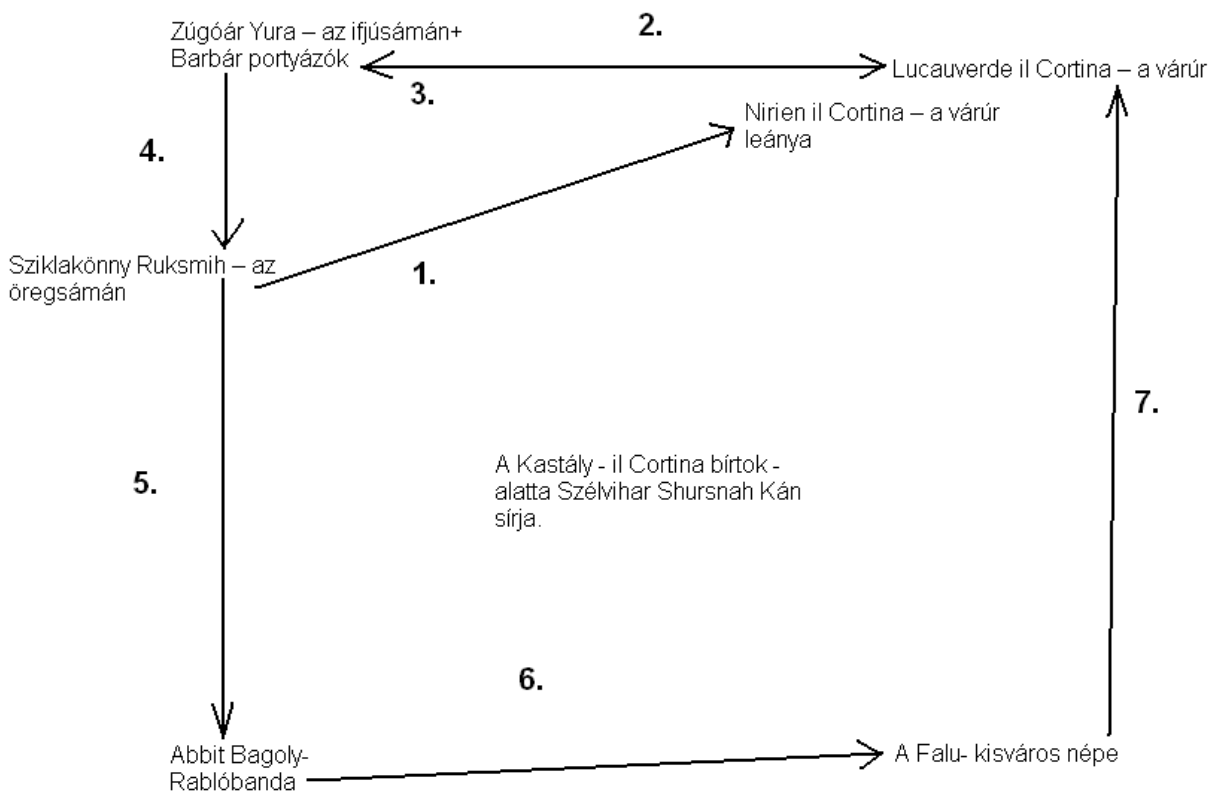 Zúgóár Yura – az ifjúsámán+
Barbár portyázók
2.
Lucauverde il Cortina – a várúr
3.
Nirien il Cortina – a várúr
leánya
4.
Sziklakönny Ruksmih – az
öregsámán
1.
7.
A Kastály - il Cortina bírtok -
alatta Szélvihar Shursnah Kán
sírja.
5.
6.
Abbit Bagoly-
Rablóbanda
A Falu- kisváros népe